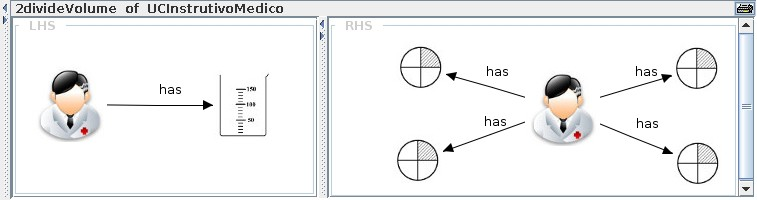 2divideVolume of UCInstrutivoMedico
LHS
has
150
100
50
RHS
has
has
has
has